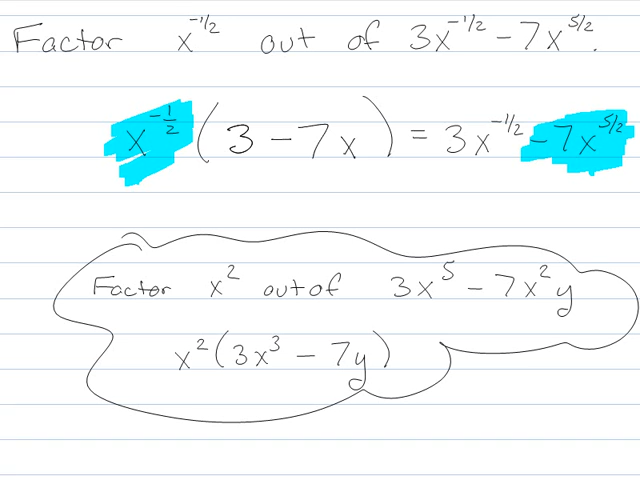 Factor x^{-1/2} out of 3x^{-1/2} - 7x^{5/2}.
x^{-1/2} (3 - 7x) = 3x^{-1/2} - 7x^{5/2}
Factor x^2 out of 3x^5 - 7x^2y
x^2 (3x^3 - 7y)